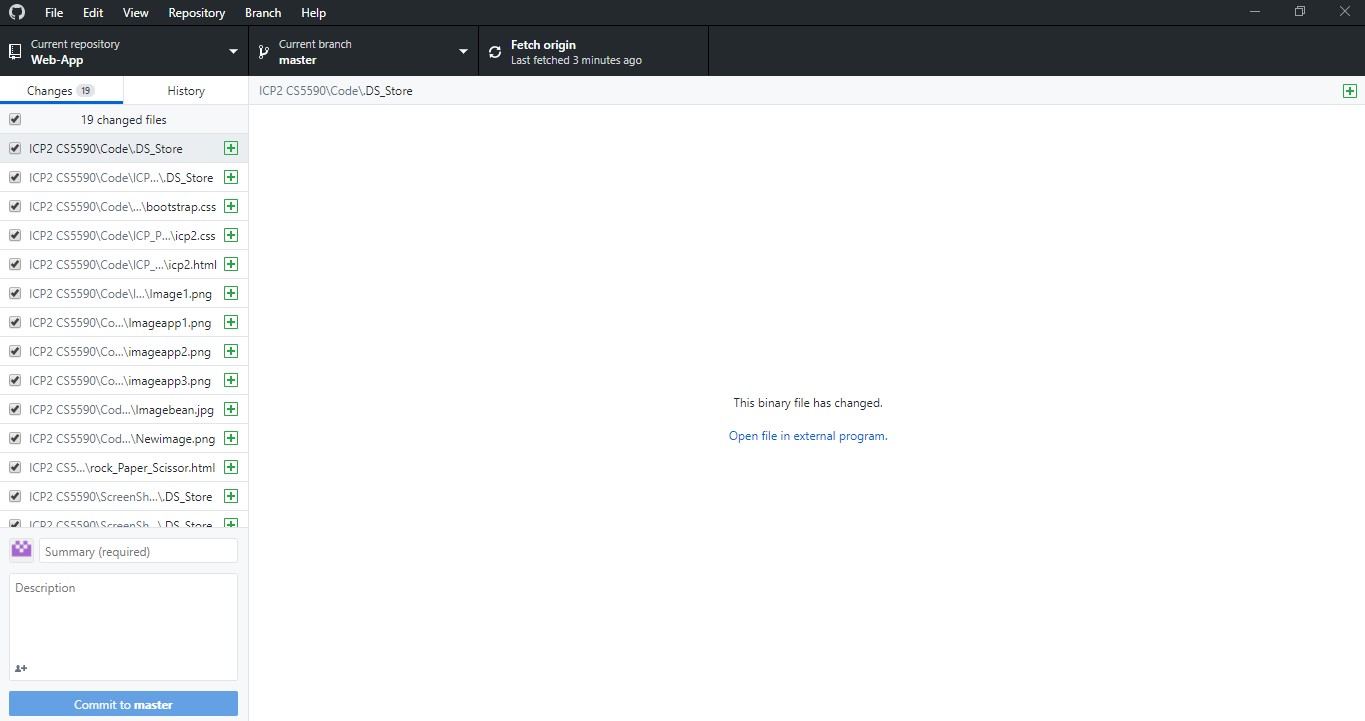 File Edit View Repository Branch Help
Current repository
Web-App
Current branch
master
Fetch origin
Last fetched 3 minutes ago
Changes 19
History
ICP2 CS5590\Code\.DS_Store
19 changed files
ICP2 CS5590\Code\.DS_Store
ICP2 CS5590\Code\ICP...\.DS_Store
ICP2 CS5590\Code\...\bootstrap.css
ICP2 CS5590\Code\ICP_P...\icp2.css
ICP2 CS5590\Code\ICP_...\icp2.html
ICP2 CS5590\Code\I...\Image1.png
ICP2 CS5590\Co...\Imageapp1.png
ICP2 CS5590\Co...\imageapp2.png
ICP2 CS5590\Co...\imageapp3.png
ICP2 CS5590\Cod...\Imagebean.jpg
ICP2 CS5590\Cod...\Newimage.png
ICP2 CS5...\rock_Paper_Scissor.html
ICP2 CS5590\ScreenSh...\.DS_Store
ICP2 CS5590\ScreenSh...\.DS_Store
Summary (required)
Description
Commit to master
This binary file has changed.
Open file in external program.